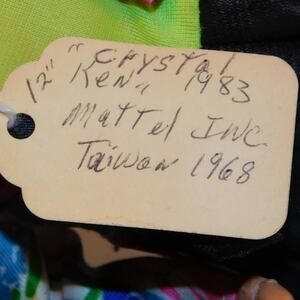 12" "Crystal
Ken" 1983
Mattel INC.
Taiwan 1968